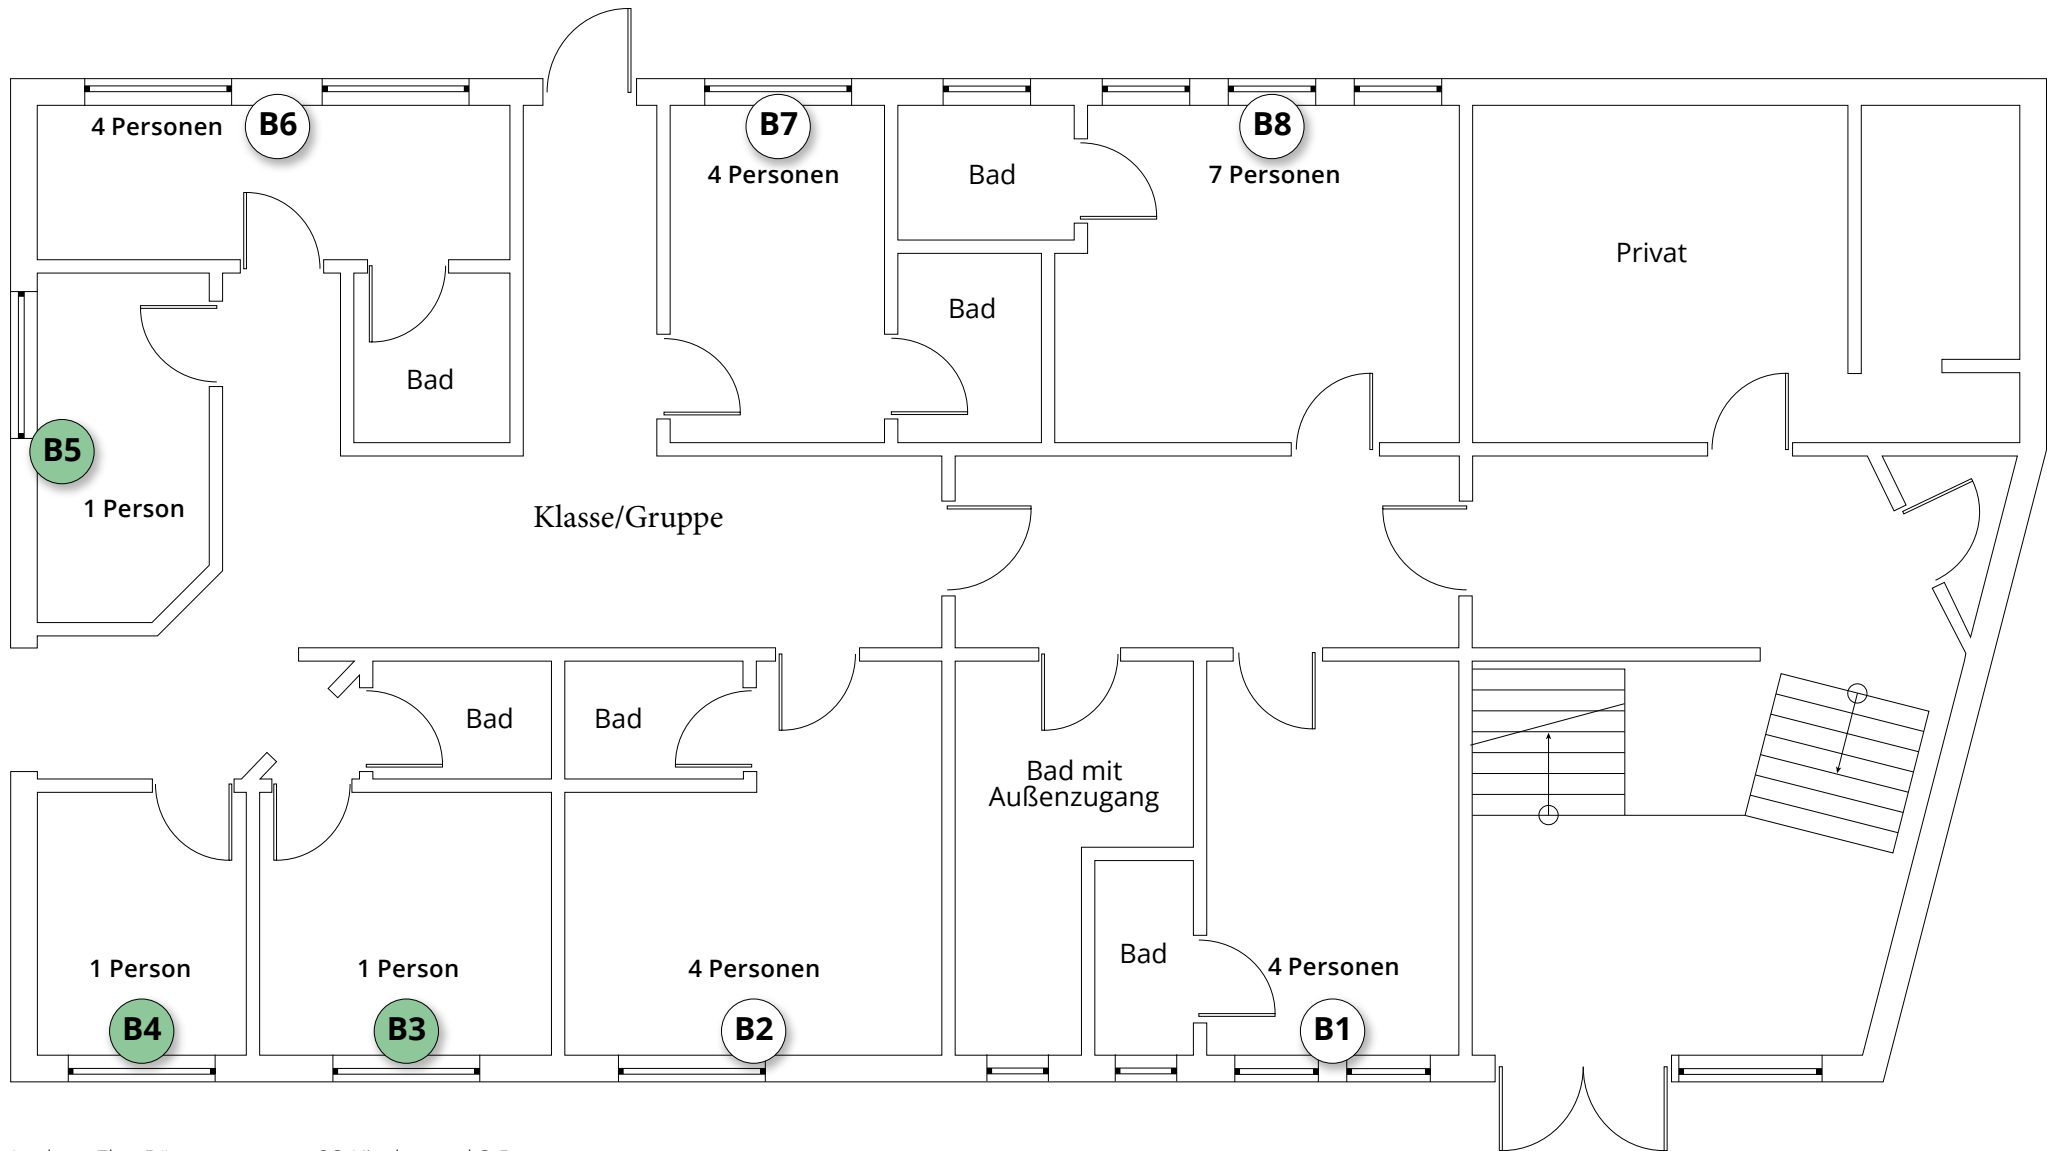 4 Personen
B6
B7
4 Personen
Bad
B8
7 Personen
Privat
Bad
Bad
B5
1 Person
Klasse/Gruppe
Bad
Bad
Bad mit
Außenzugang
Bad
1 Person
B4
1 Person
B3
4 Personen
B2
4 Personen
B1